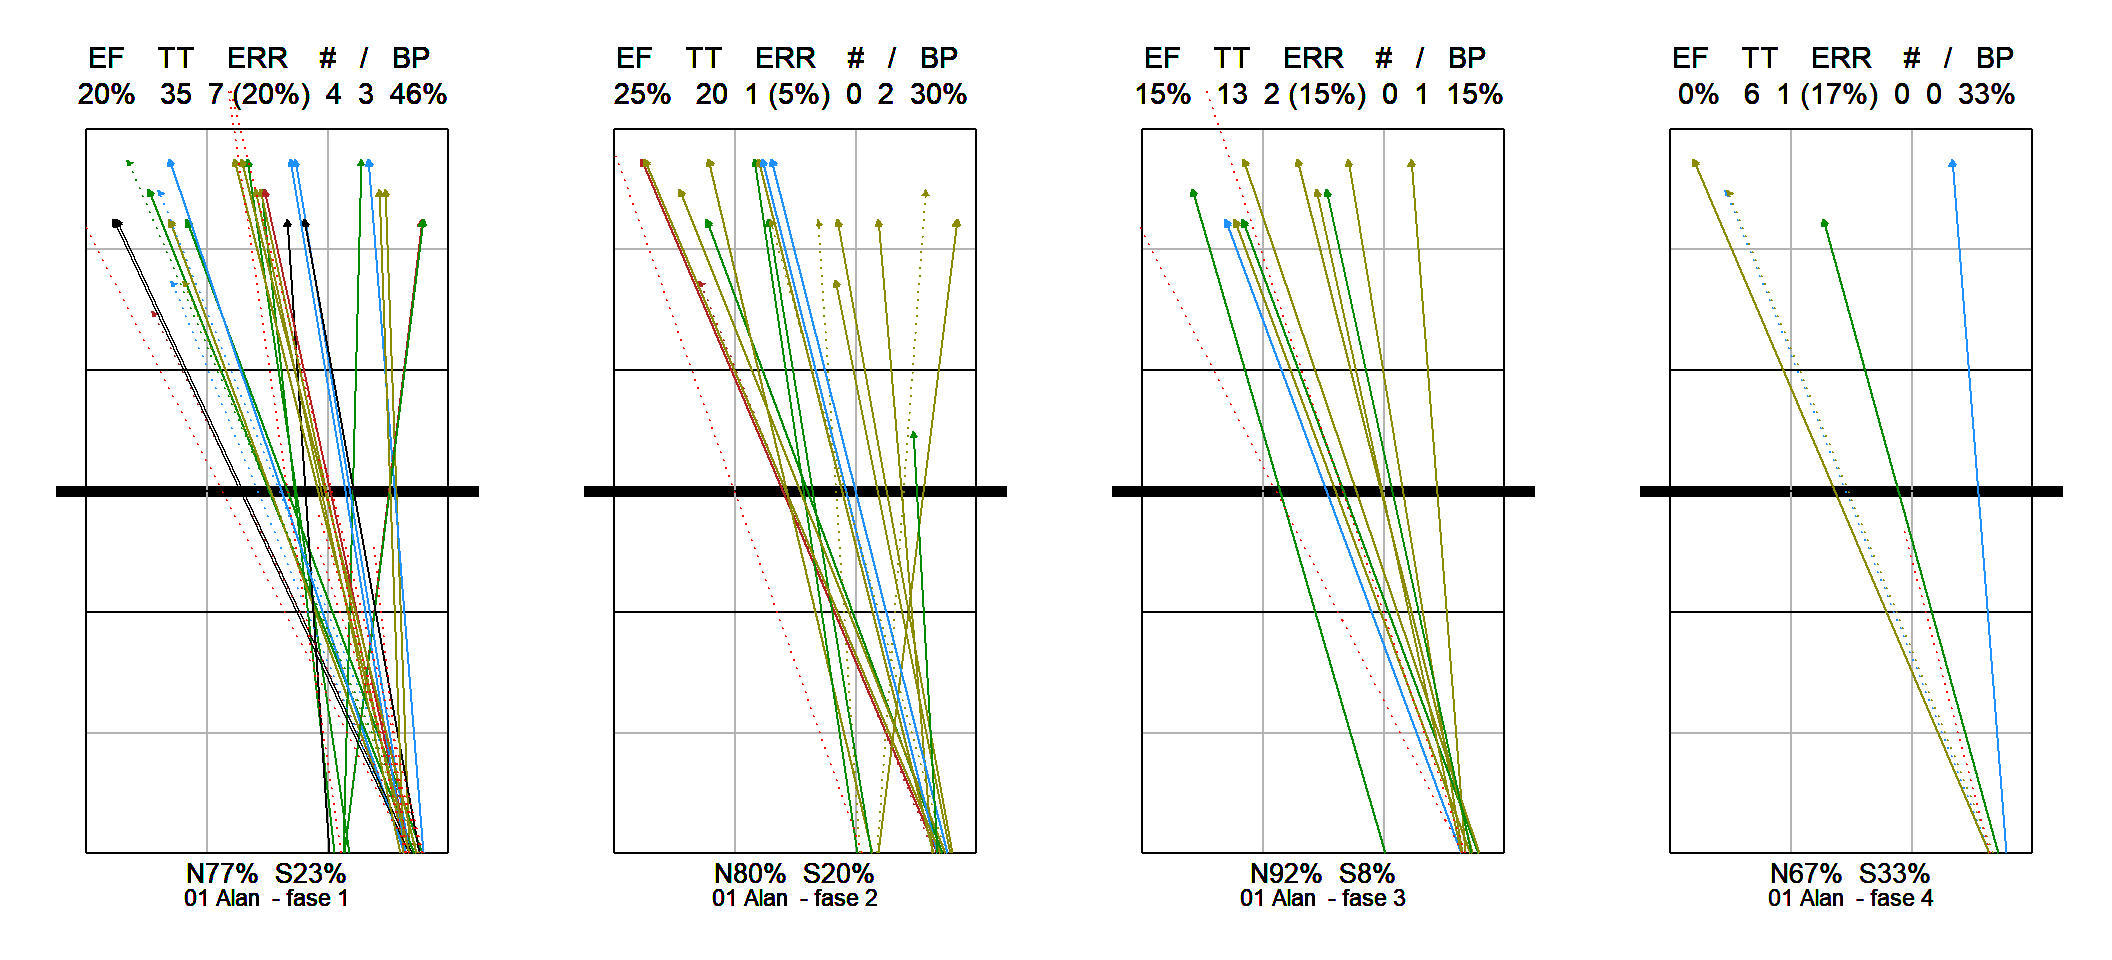 EF TT ERR # / BP
20% 35 7 (20%) 4 3 46%
N77% S23%
01 Alan - fase 1
EF TT ERR # / BP
25% 20 1 (5%) 0 2 30%
N80% S20%
01 Alan - fase 2
EF TT ERR # / BP
15% 13 2 (15%) 0 1 15%
N92% S8%
01 Alan - fase 3
EF TT ERR # / BP
0% 6 1 (17%) 0 0 33%
N67% S33%
01 Alan - fase 4